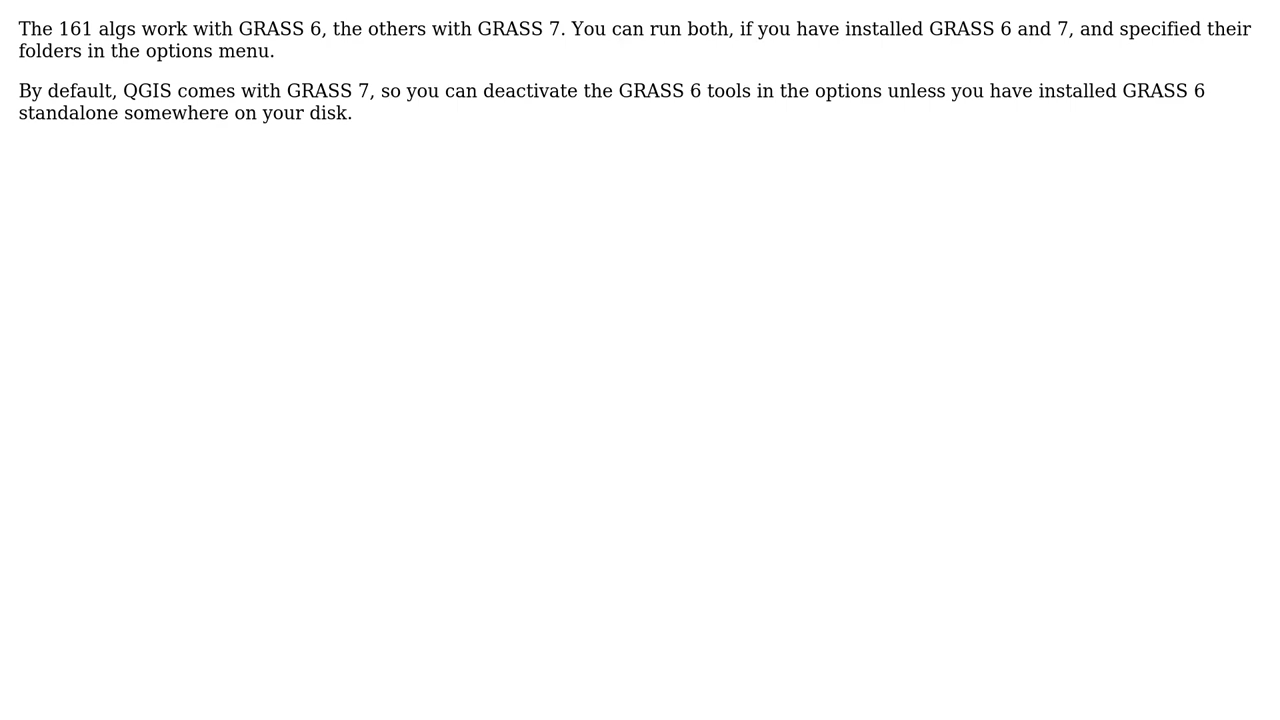 The 161 algs work with GRASS 6, the others with GRASS 7. You can run both, if you have installed GRASS 6 and 7, and specified their
folders in the options menu.
By default, QGIS comes with GRASS 7, so you can deactivate the GRASS 6 tools in the options unless you have installed GRASS 6
standalone somewhere on your disk.